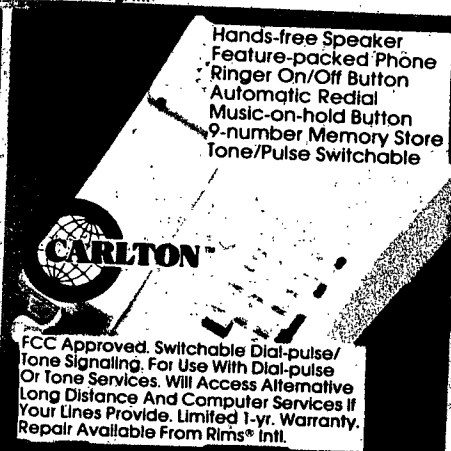 Hands-free Speaker
Feature-packed Phone
Ringer On/Off Button
Automatic Redial
Music-on-hold Button
9-number Memory Store
Tone/Pulse Switchable
CARLTON™
FCC Approved. Switchable Dial-pulse/
Tone Signaling. For Use With Dial-pulse
Or Tone Services. Will Access Alternative
Long Distance And Computer Services If
Your Lines Provide. Limited 1-yr. Warranty.
Repair Available From Rims® Intl.